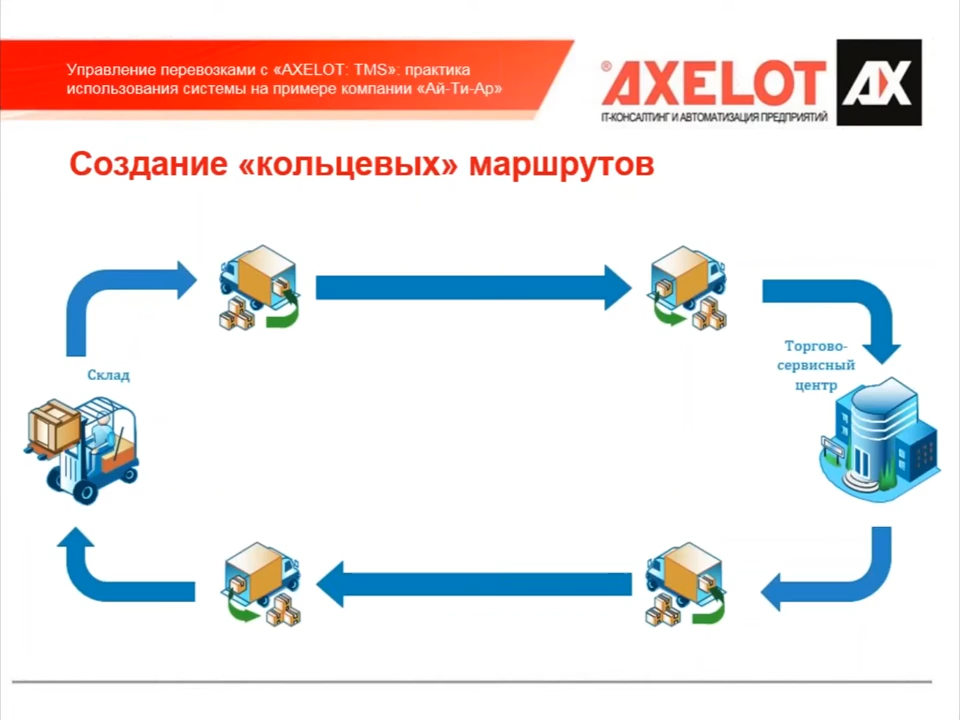 Управление перевозками с «AXELOT: TMS»: практика
использования системы на примере компании «Ай-Ти-Ар»
® AXELOT AX
IT-КОНСАЛТИНГ И АВТОМАТИЗАЦИЯ ПРЕДПРИЯТИЙ
Создание «кольцевых» маршрутов
Склад
Торгово-
сервисный
центр